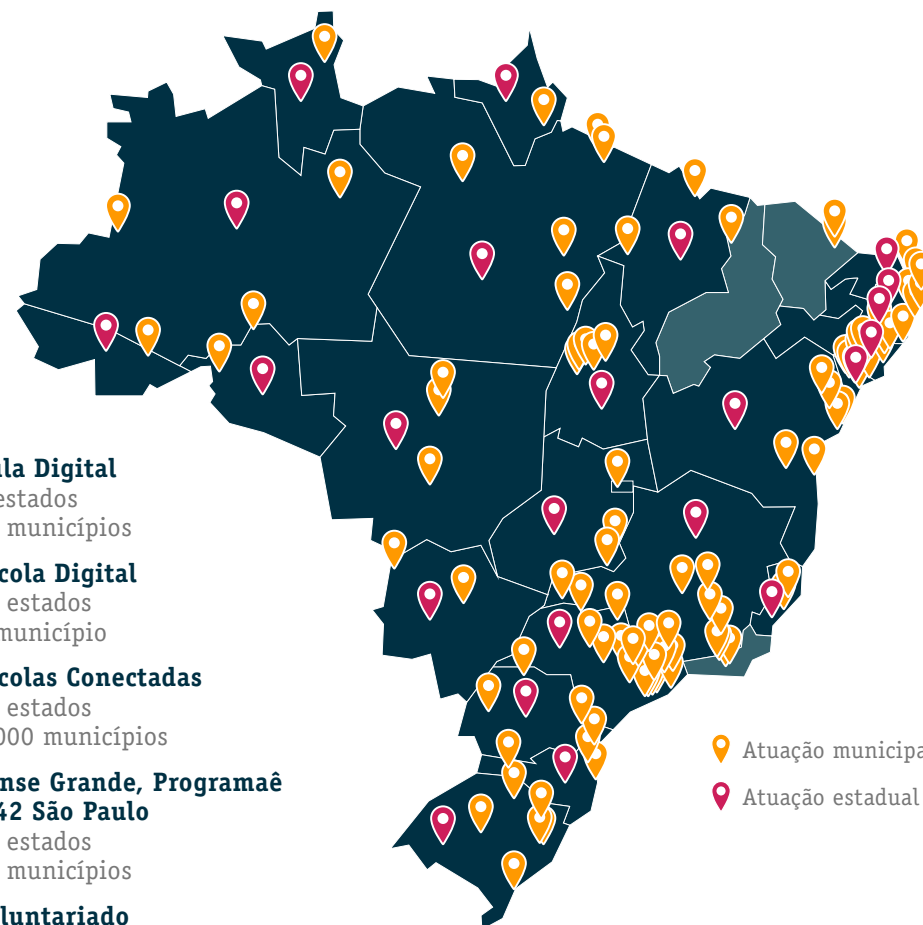 ula Digital
estados
municípios
cola Digital
estados
município
colas Conectadas
estados
000 municípios
nse Grande, Programaê
42 São Paulo
estados
municípios
luntariado
Atuação municipa
Atuação estadual